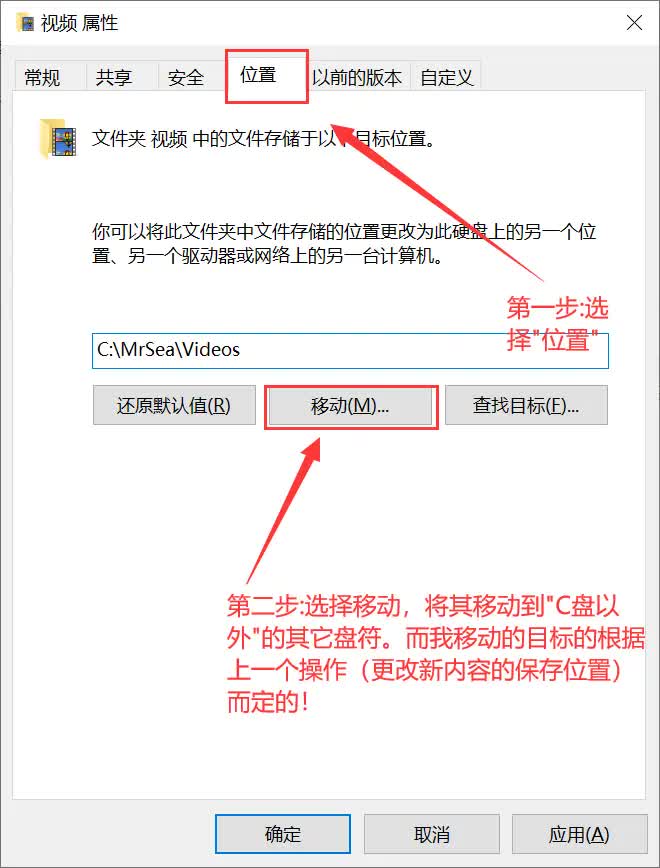 视频 属性
常规 共享 安全 位置 以前的版本 自定义
文件夹 视频 中的文件存储于以下目标位置。
你可以将此文件夹中文件存储的位置更改为此硬盘上的另一个位
置、另一个驱动器或网络上的另一台计算机。
第一步:选
择"位置"
C:\MrSea\Videos
还原默认值(R) 移动(M)... 查找目标(F)...
第二步:选择移动，将其移动到"C盘以
外"的其它盘符。而我移动的目标的根据
上一个操作（更改新内容的保存位置）
而定的！
确定 取消 应用(A)